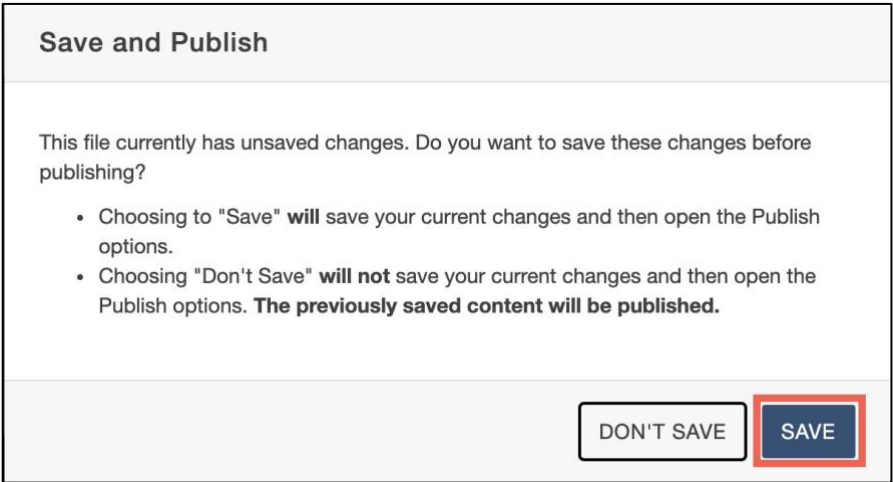 Save and Publish
This file currently has unsaved changes. Do you want to save these changes before
publishing?
• Choosing to "Save" will save your current changes and then open the Publish
options.
• Choosing "Don't Save" will not save your current changes and then open the
Publish options. The previously saved content will be published.
DON'T SAVE SAVE